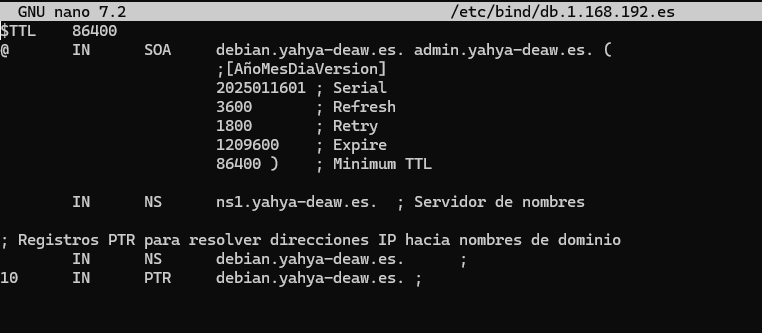 GNU nano 7.2 /etc/bind/db.1.168.192.es
$TTL 86400
@ IN SOA debian.yahya-deaw.es. admin.yahya-deaw.es. (
;[AñoMesDiaVersion]
2025011601 ; Serial
3600 ; Refresh
1800 ; Retry
1209600 ; Expire
86400 ) ; Minimum TTL
IN NS ns1.yahya-deaw.es. ; Servidor de nombres
; Registros PTR para resolver direcciones IP hacia nombres de dominio
IN NS debian.yahya-deaw.es. ;
10 IN PTR debian.yahya-deaw.es. ;